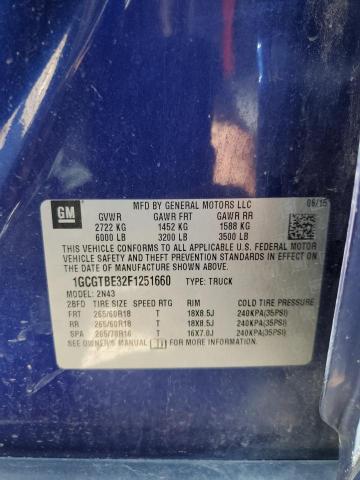 GM
MFD BY GENERAL MOTORS LLC 06/15
GVWR GAWR FRT GAWR RR
2722 KG 1452 KG 1588 KG
6000 LB 3200 LB 3500 LB
THIS VEHICLE CONFORMS TO ALL APPLICABLE U.S. FEDERAL
MOTOR VEHICLE SAFETY AND THEFT PREVENTION STANDARDS IN
EFFECT ON THE DATE OF MANUFACTURE SHOWN ABOVE.
1GCGTBE32F1251660 TYPE: TRUCK
MODEL: 2N43
2BFD TIRE SIZE SPEED RTG RIM COLD TIRE PRESSURE
FRT 265/60R18 T 18X8.5J 240KPA(35PSI)
RR 265/60R18 T 18X8.5J 240KPA(35PSI)
SPA 265/70R16 T 16X7.0J 240KPA(35PSI)
SEE OWNER'S MANUAL FOR ADDITIONAL INFORMATION.